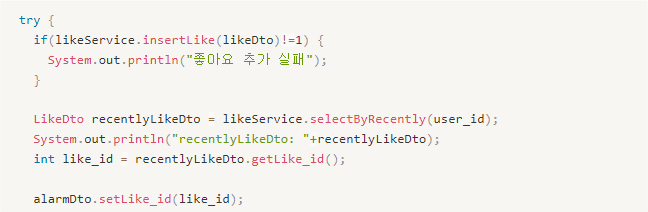 try {
  if(likeService.insertLike(likeDto)!=1) {
    System.out.println("좋아요 추가 실패");
  }
  LikeDto recentlyLikeDto = likeService.selectByRecently(user_id);
  System.out.println("recentlyLikeDto: "+recentlyLikeDto);
  int like_id = recentlyLikeDto.getLike_id();
  alarmDto.setLike_id(like_id);